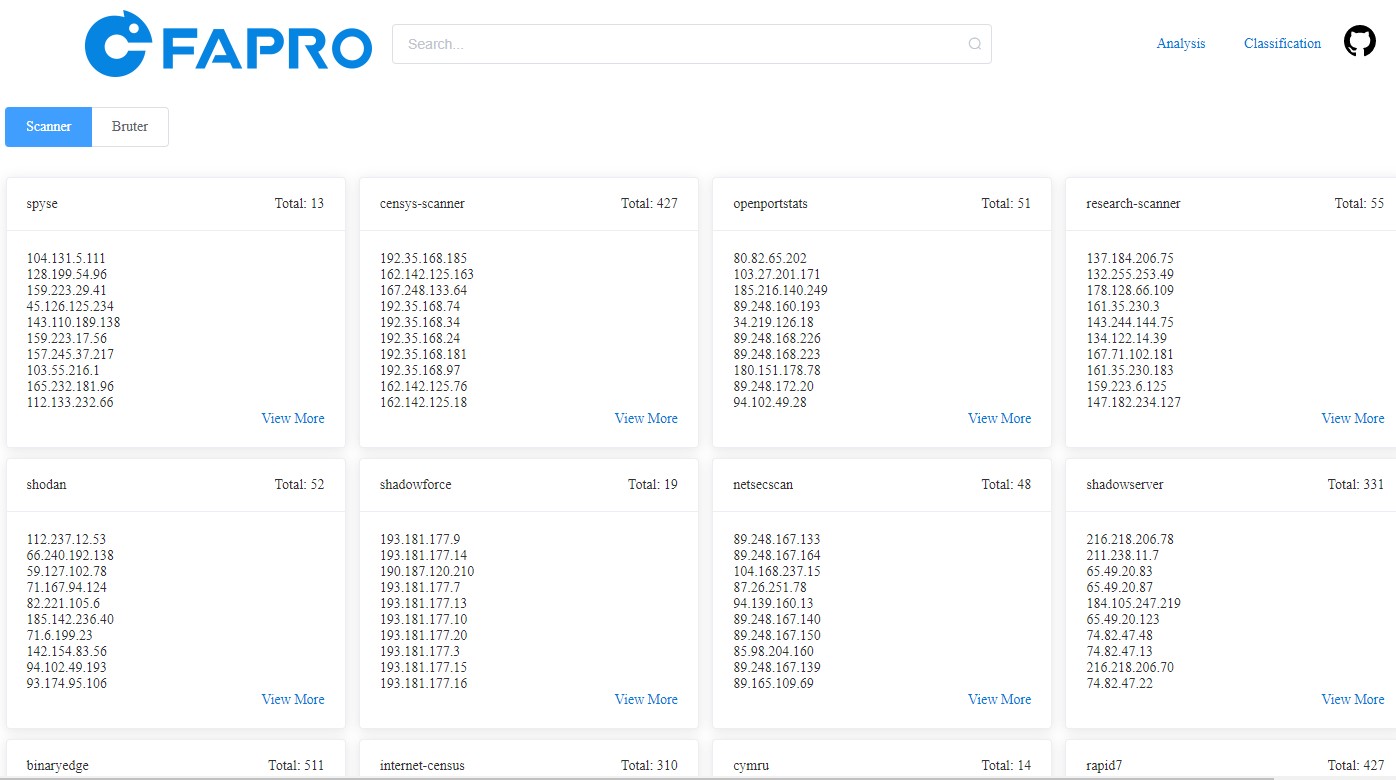 FAPRO
Search...
Analysis
Classification
Scanner
Bruter
spyse
Total: 13
104.131.5.111
128.199.54.96
159.223.29.41
45.126.125.234
143.110.189.138
159.223.17.56
157.245.37.217
103.55.216.1
165.232.181.96
112.133.232.66
View More
censys-scanner
Total: 427
192.35.168.185
162.142.125.163
167.248.133.64
192.35.168.74
192.35.168.34
192.35.168.24
192.35.168.181
192.35.168.97
162.142.125.76
162.142.125.18
View More
openportstats
Total: 51
80.82.65.202
103.27.201.171
185.216.140.249
89.248.160.193
34.219.126.18
89.248.168.226
89.248.168.223
180.151.178.78
89.248.172.20
94.102.49.28
View More
research-scanner
Total: 55
137.184.206.75
132.255.253.49
178.128.66.109
161.35.230.3
143.244.144.75
134.122.14.39
167.71.102.181
161.35.230.183
159.223.6.125
147.182.234.127
View More
shodan
Total: 52
112.237.12.53
66.240.192.138
59.127.102.78
71.167.94.124
82.221.105.6
185.142.236.40
71.6.199.23
142.154.83.56
94.102.49.193
93.174.95.106
View More
shadowforce
Total: 19
193.181.177.9
193.181.177.14
190.187.120.210
193.181.177.7
193.181.177.13
193.181.177.10
193.181.177.20
193.181.177.3
193.181.177.15
193.181.177.16
View More
netsecscan
Total: 48
89.248.167.133
89.248.167.164
104.168.237.15
87.26.251.78
94.139.160.13
89.248.167.140
89.248.167.150
85.98.204.160
89.248.167.139
89.165.109.69
View More
shadowserver
Total: 331
216.218.206.78
211.238.11.7
65.49.20.83
65.49.20.87
184.105.247.219
65.49.20.123
74.82.47.48
74.82.47.13
216.218.206.70
74.82.47.22
View More
binaryedge
Total: 511
internet-census
Total: 310
cymru
Total: 14
rapid7
Total: 427